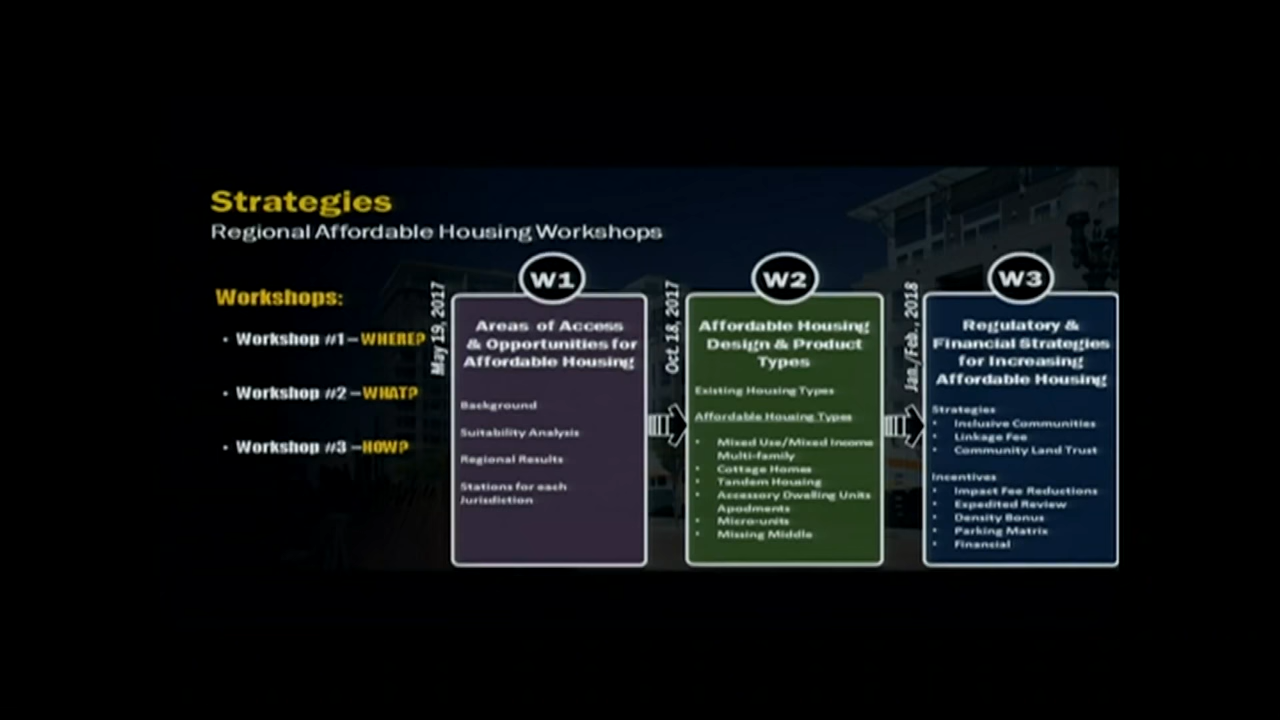 Strategies
Regional Affordable Housing Workshops
Workshops:
• Workshop #1 – WHERE?
• Workshop #2 – WHAT?
• Workshop #3 – HOW?
May 19, 2017
W1
Areas of Access
& Opportunities for
Affordable Housing
Background
Suitability Analysis
Regional Results
Stations for each
Jurisdiction
Oct. 18, 2017
W2
Affordable Housing
Design & Product
Types
Existing Housing Types
Affordable Housing Types
• Mixed Use/Mixed Income
Multi-family
• Cottage Homes
• Tandem Housing
• Accessory Dwelling Units
Apodments
• Micro-units
• Missing Middle
Jan./Feb., 2018
W3
Regulatory &
Financial Strategies
for Increasing
Affordable Housing
Strategies
• Inclusive Communities
• Linkage Fee
• Community Land Trust
Incentives
• Impact Fee Reductions
• Expedited Review
• Density Bonus
• Parking Matrix
• Financial